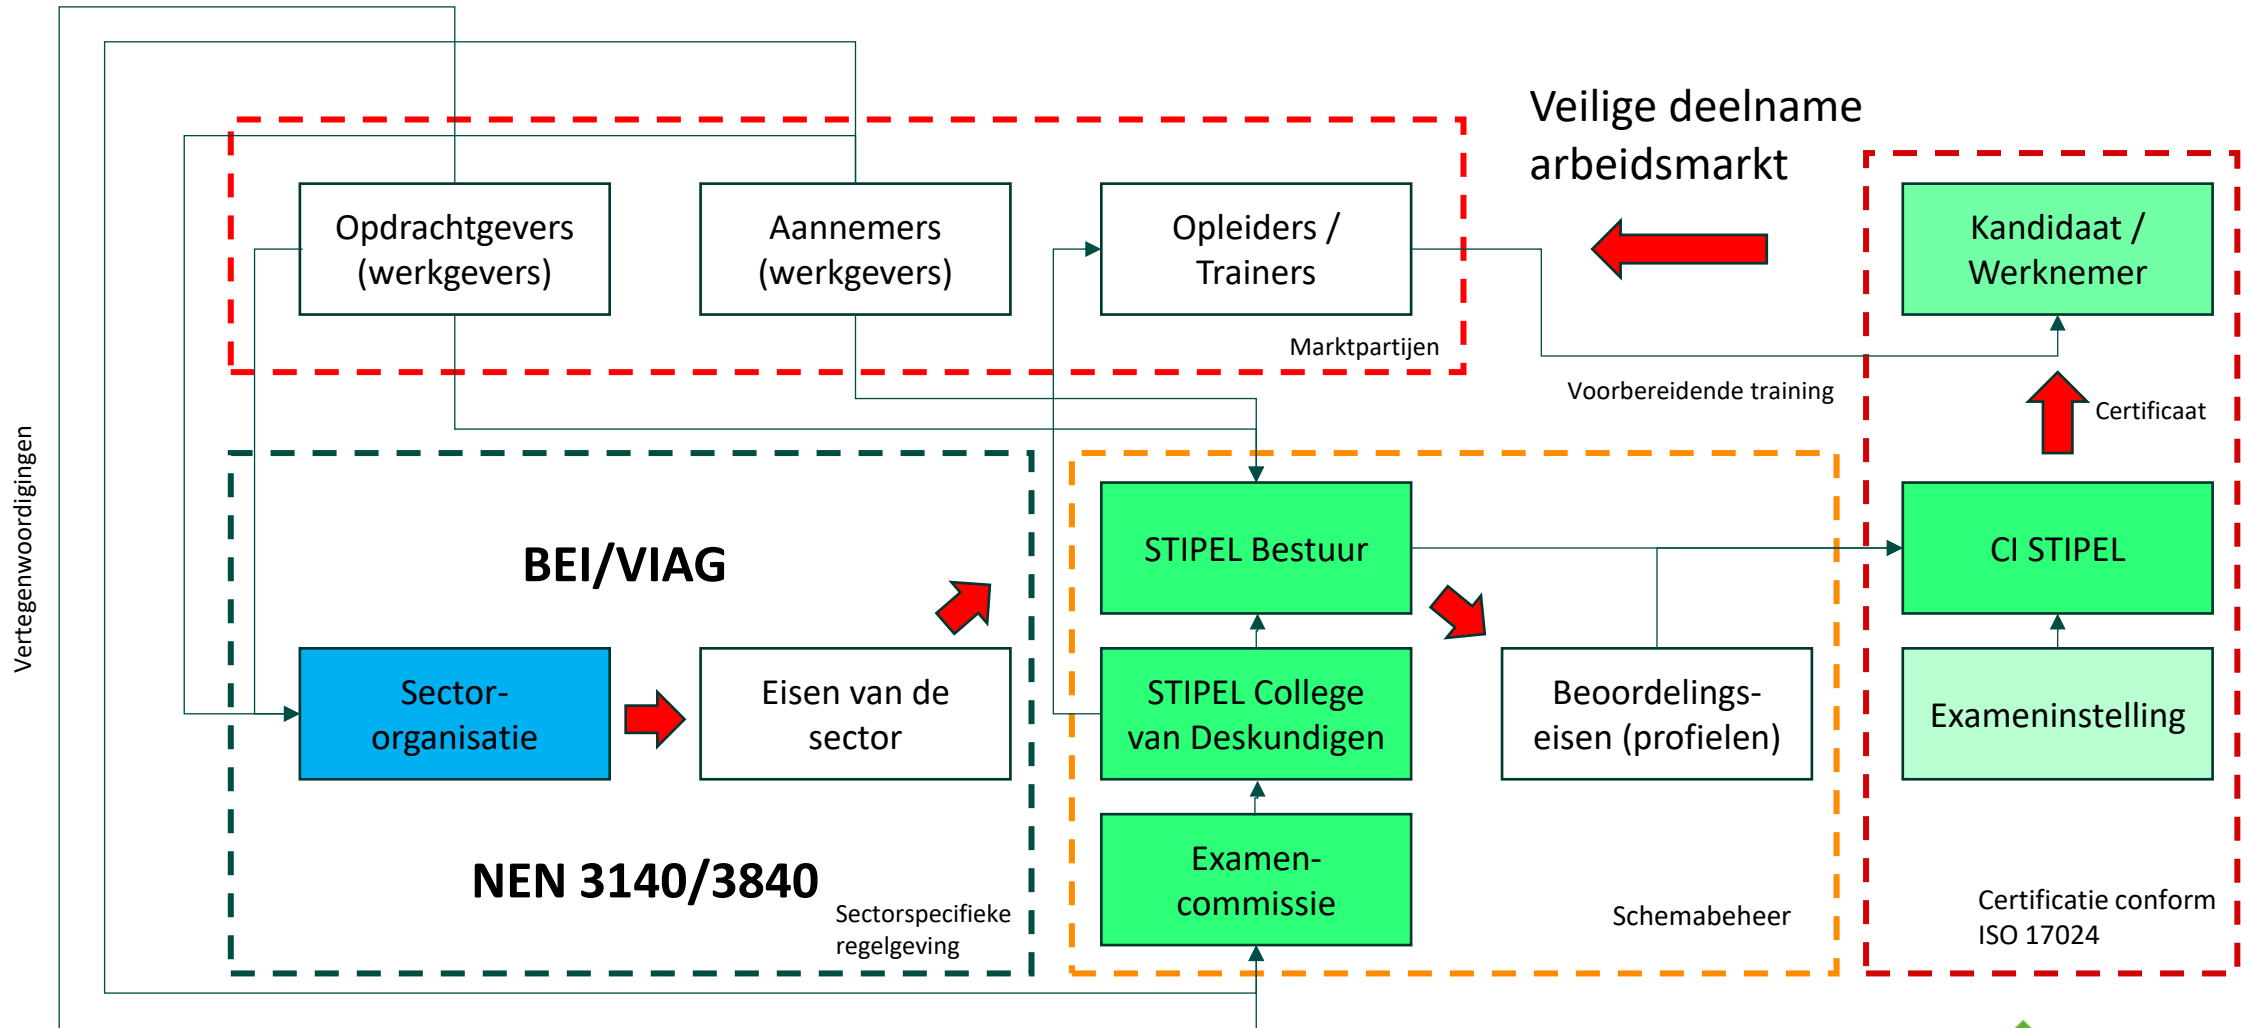 Vertegenwoordigingen
Veilige deelname
arbeidsmarkt
Opdrachtgevers
(werkgevers)
Aannemers
(werkgevers)
Opleiders /
Trainers
Marktpartijen
Kandidaat /
Werknemer
Voorbereidende training
Certificaat
BEI/VIAG
Sector-
organisatie
Eisen van de
sector
NEN 3140/3840
Sectorspecifieke
regelgeving
STIPEL Bestuur
STIPEL College
van Deskundigen
Examen-
commissie
Beoordelings-
eisen (profielen)
Schemabeheer
CI STIPEL
Exameninstelling
Certificatie conform
ISO 17024